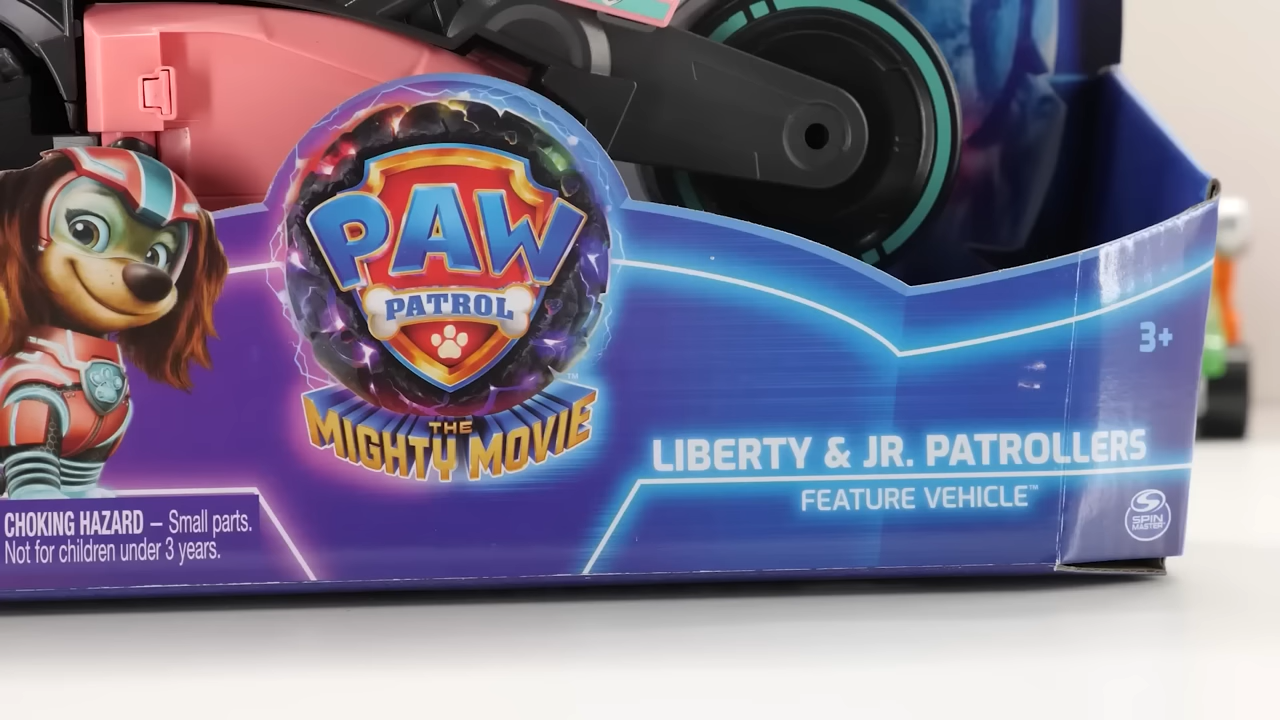 PAW
PATROL
™
THE
MIGHTY MOVIE
3+
LIBERTY & JR. PATROLLERS
FEATURE VEHICLE™
SPIN
MASTER
CHOKING HAZARD – Small parts.
Not for children under 3 years.